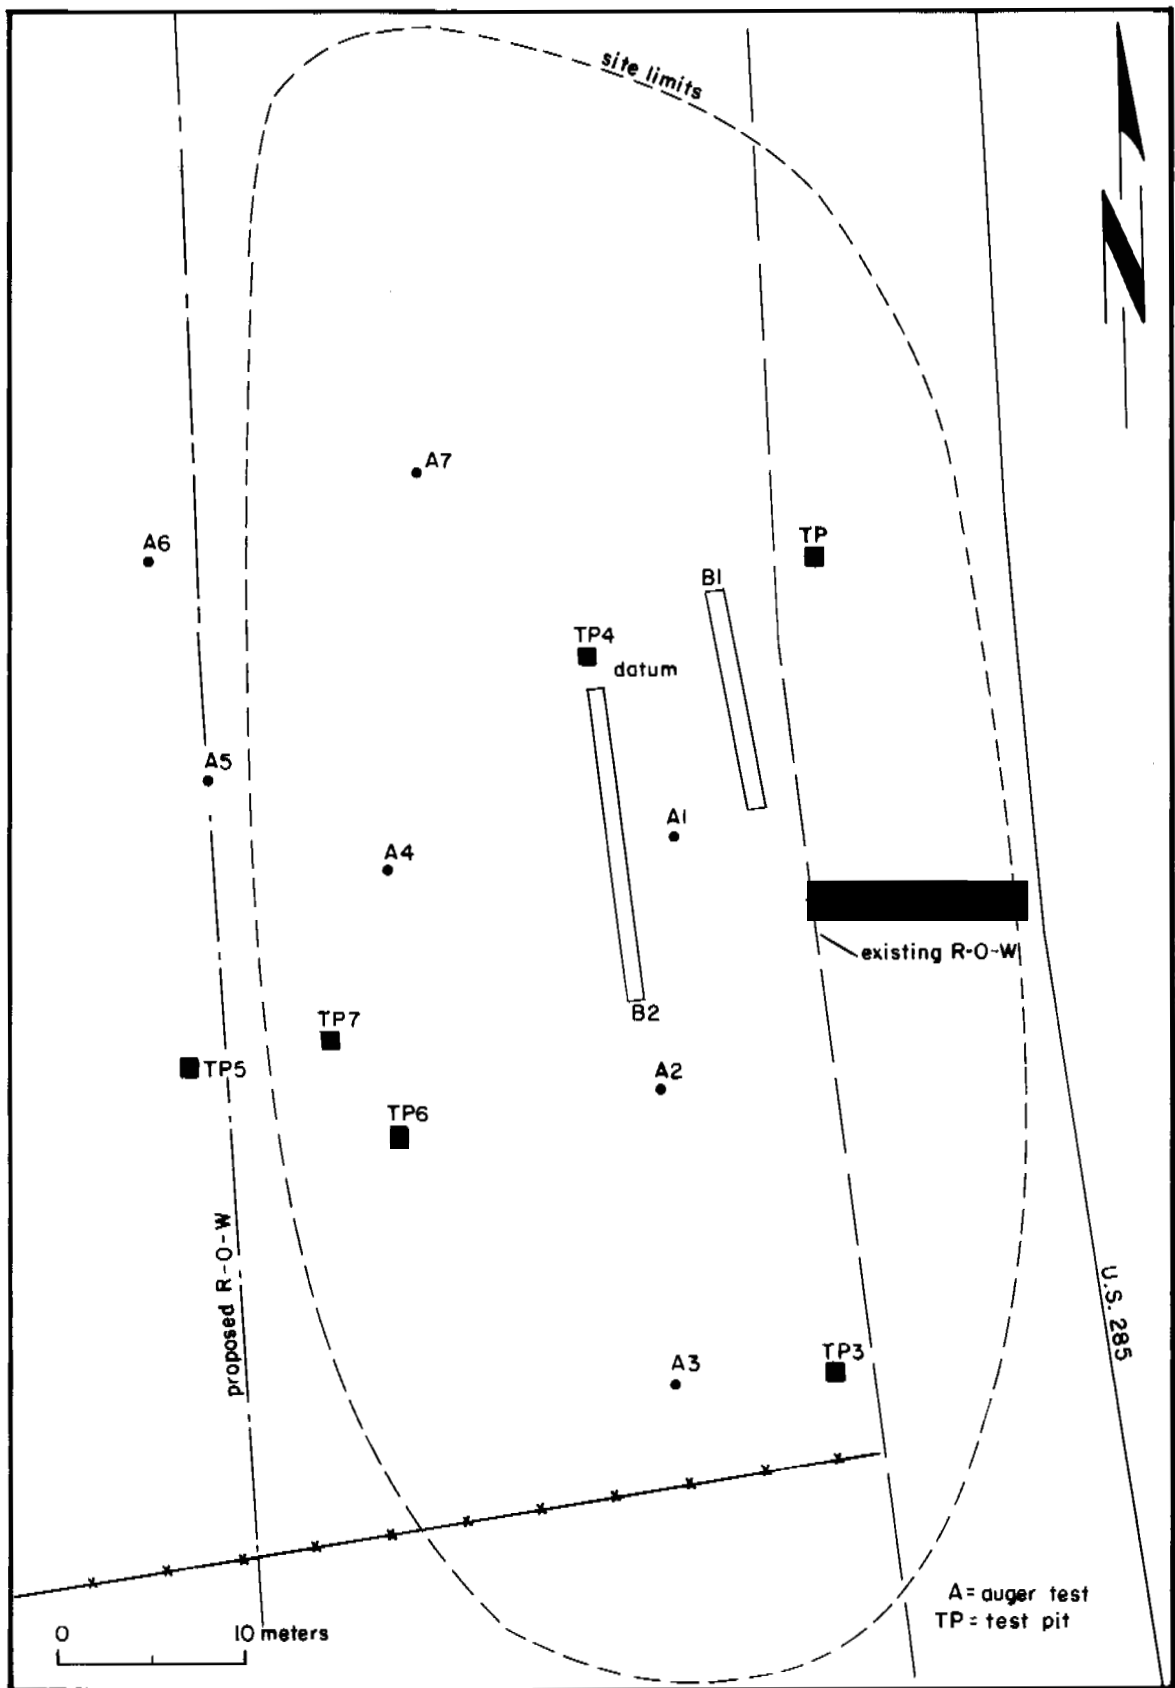 site limits
A7
A6
TP
B1
TP4
datum
A5
A1
A4
existing R-O-W
B2
TP7
TP5
A2
TP6
proposed R-O-W
U.S. 285
A3
TP3
A= auger test
TP= test pit
0 10 meters